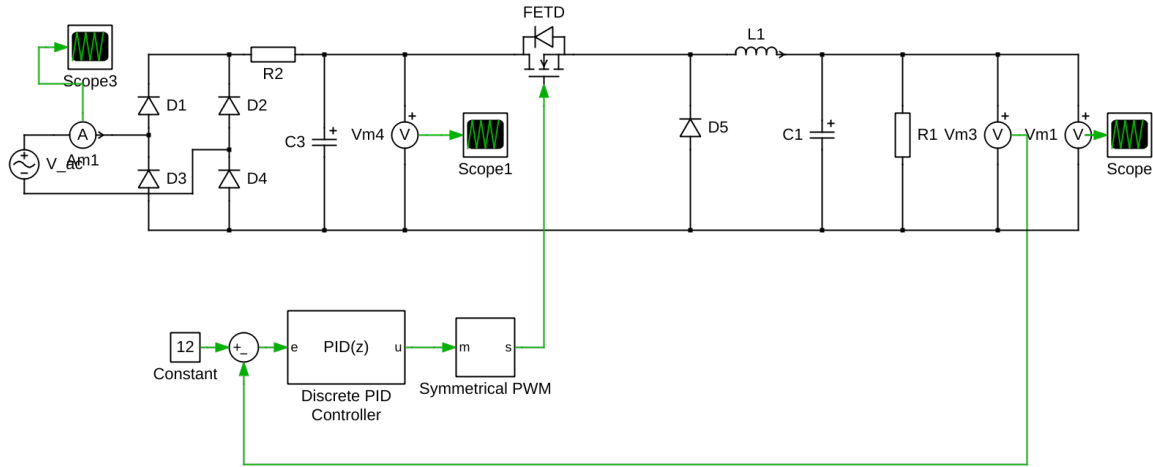 FETD
L1
Scope3
R2
D1
D2
A
Am1
V_ac
C3
Vm4
V
Scope1
D5
C1
R1
Vm3
V
Vm1
V
Scope
D3
D4
12
Constant
e
PID(z)
u
Discrete PID
Controller
m
s
Symmetrical PWM